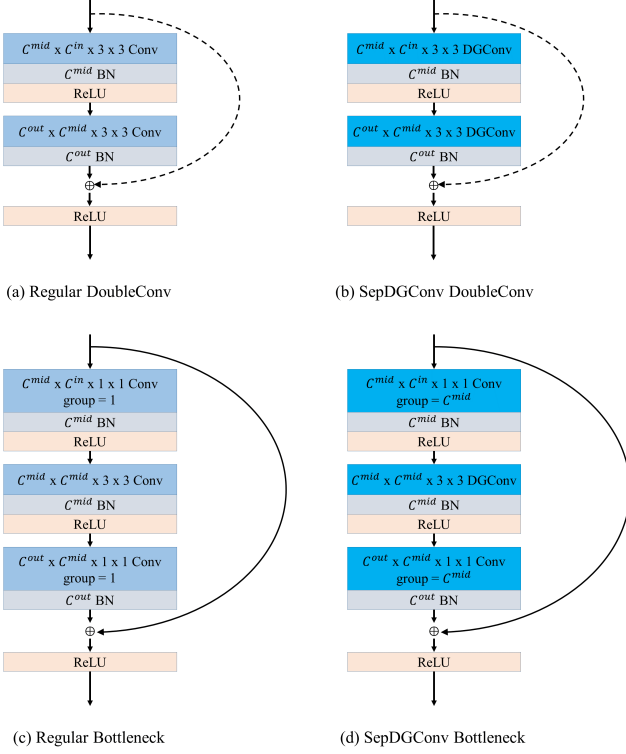 C^mid x C^in x 3 x 3 Conv
C^mid BN
ReLU
C^out x C^mid x 3 x 3 Conv
C^out BN
⊕
ReLU
(a) Regular DoubleConv
C^mid x C^in x 3 x 3 DGConv
C^mid BN
ReLU
C^out x C^mid x 3 x 3 DGConv
C^out BN
⊕
ReLU
(b) SepDGConv DoubleConv
C^mid x C^in x 1 x 1 Conv
group = 1
C^mid BN
ReLU
C^mid x C^mid x 3 x 3 Conv
C^mid BN
ReLU
C^out x C^mid x 1 x 1 Conv
group = 1
C^out BN
⊕
ReLU
(c) Regular Bottleneck
C^mid x C^in x 1 x 1 Conv
group = C^mid
C^mid BN
ReLU
C^mid x C^mid x 3 x 3 DGConv
C^mid BN
ReLU
C^out x C^mid x 1 x 1 Conv
group = C^mid
C^out BN
⊕
ReLU
(d) SepDGConv Bottleneck